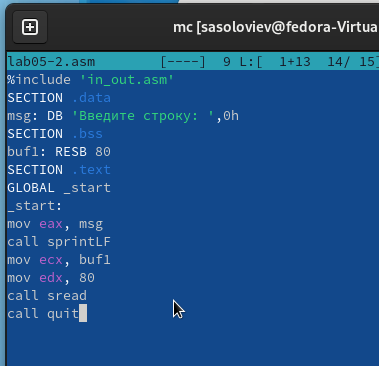 mc [sasoloviev@fedora-Virtua
lab05-2.asm [----] 9 L:[ 1+13 14/ 15]
%include 'in_out.asm'
SECTION .data
msg: DB 'Введите строку: ',0h
SECTION .bss
buf1: RESB 80
SECTION .text
GLOBAL _start
_start:
mov eax, msg
call sprintLF
mov ecx, buf1
mov edx, 80
call sread
call quit